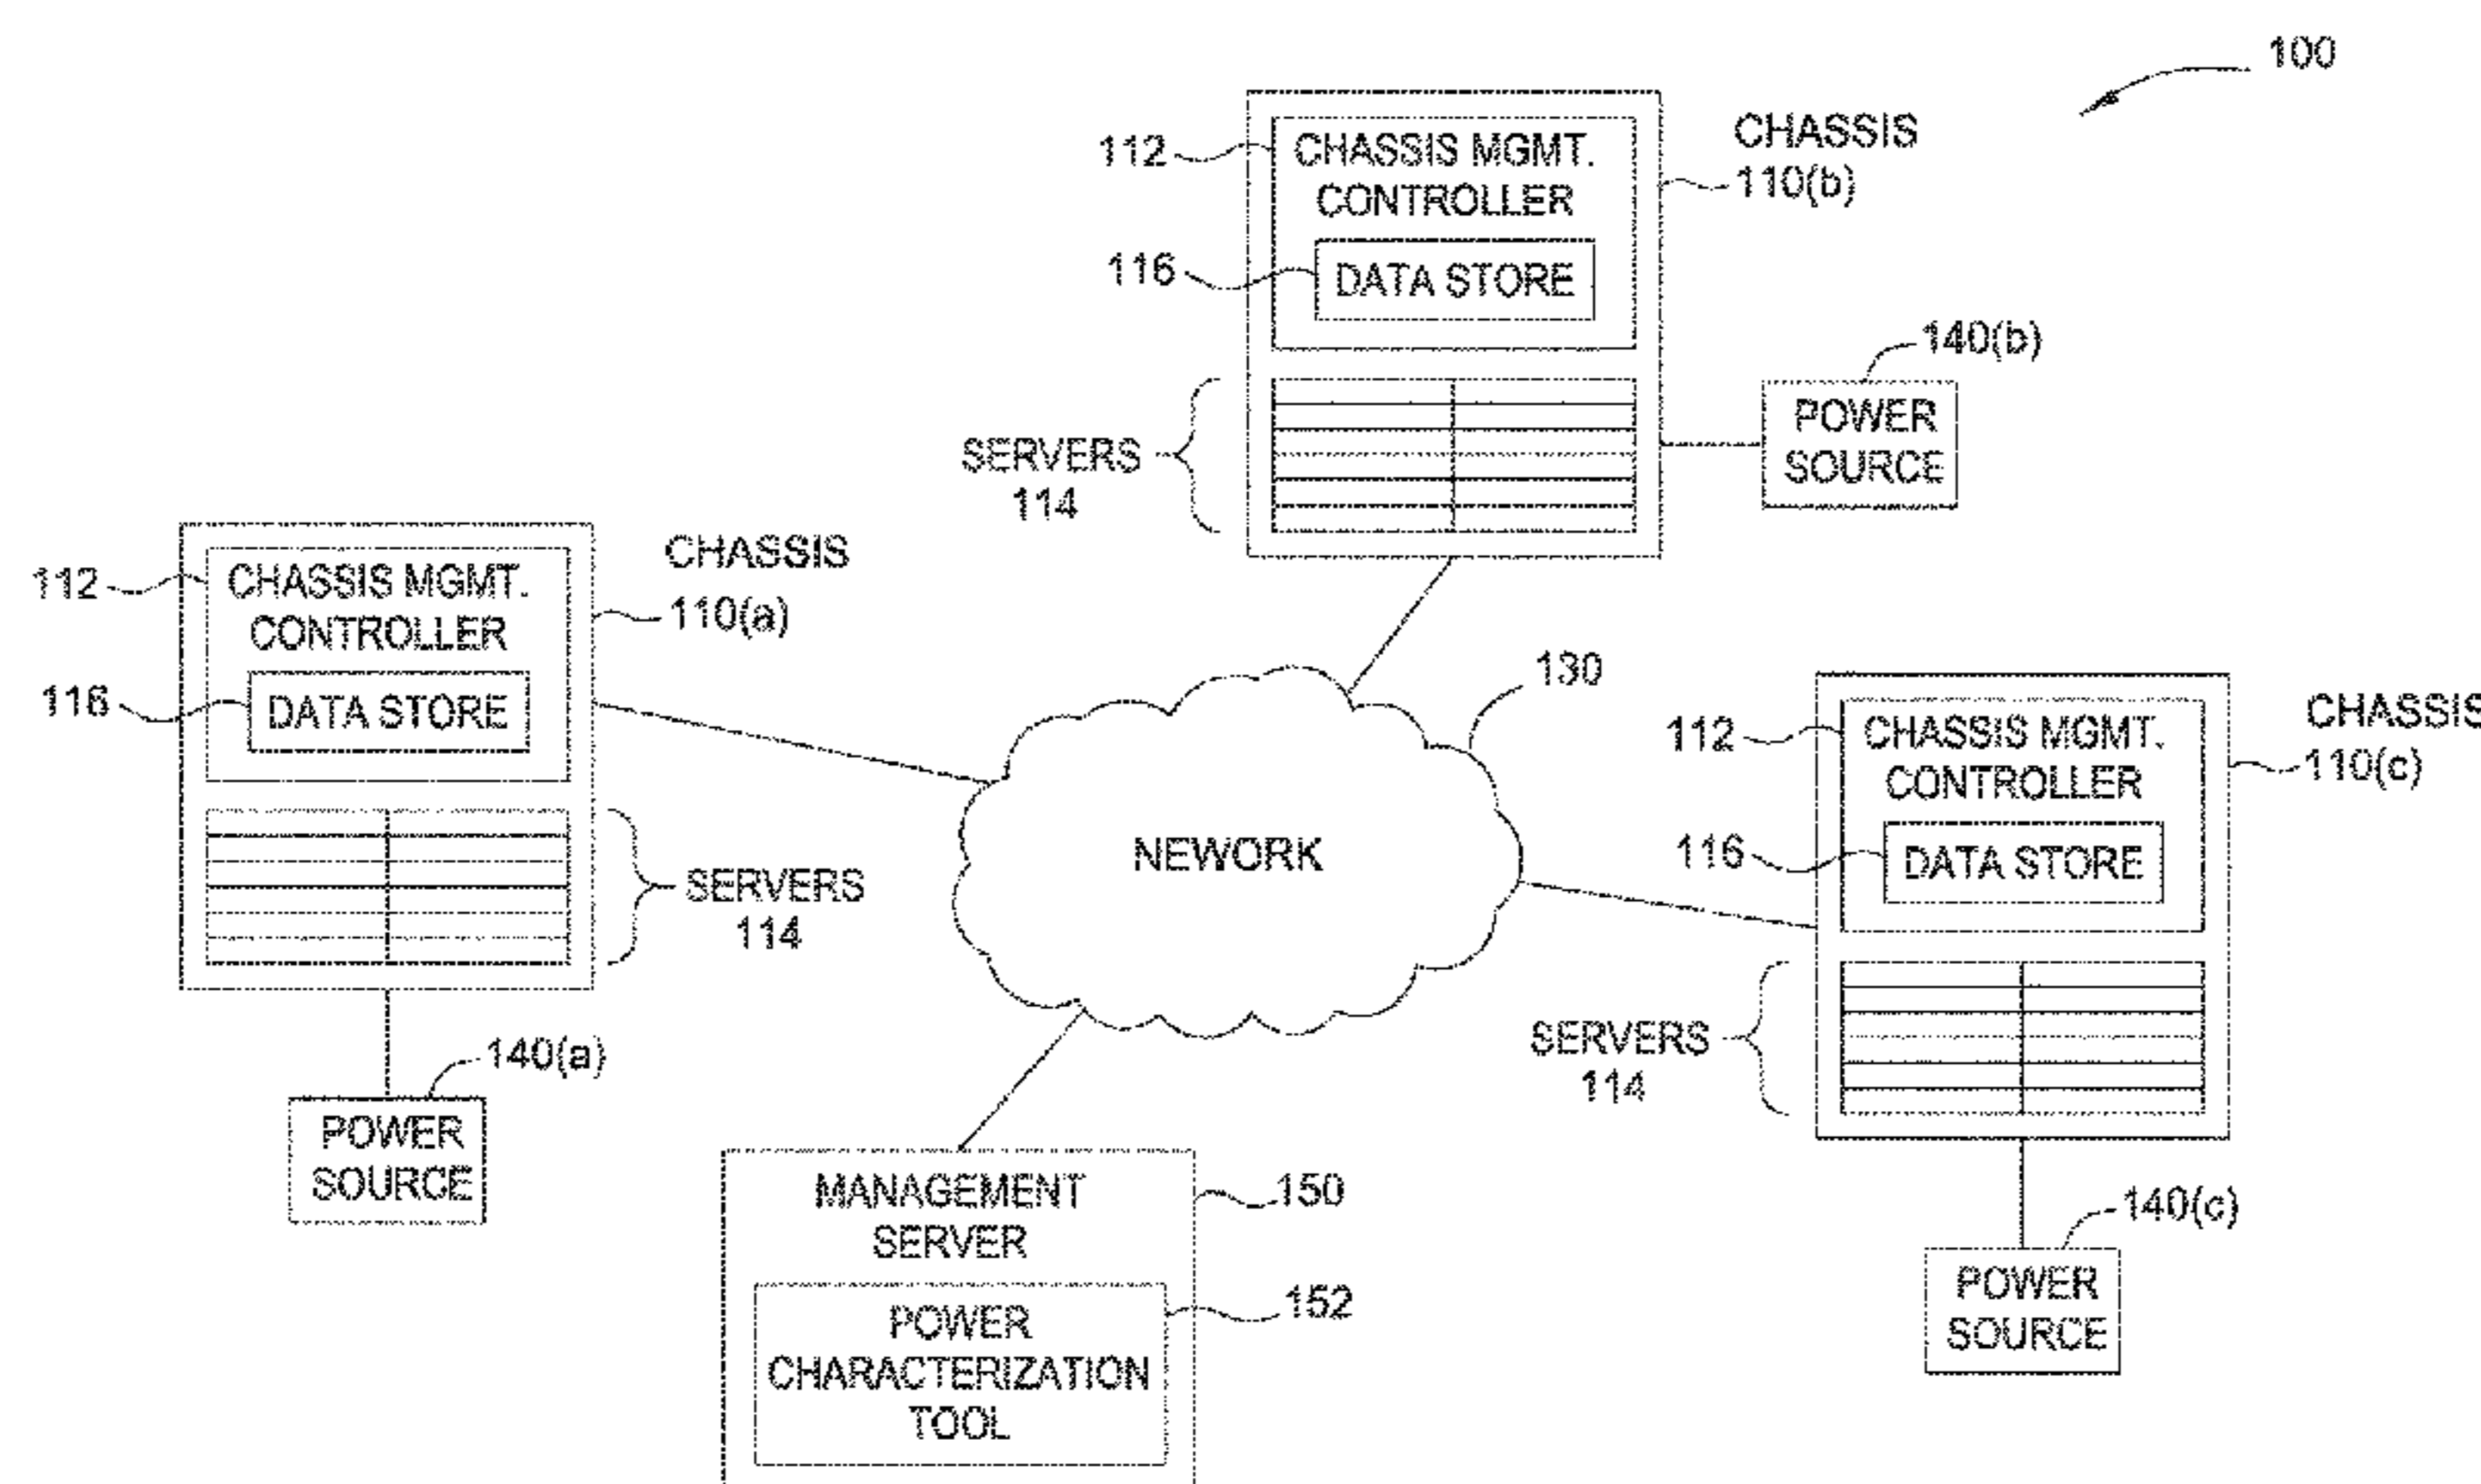 100
CHASSIS
110(b)
112
CHASSIS MGMT.
CONTROLLER
116
DATA STORE
140(b)
POWER
SOURCE
SERVERS
114
CHASSIS
110(a)
112
CHASSIS MGMT.
CONTROLLER
116
DATA STORE
SERVERS
114
140(a)
POWER
SOURCE
130
NEWORK
CHASSIS
110(c)
112
CHASSIS MGMT.
CONTROLLER
116
DATA STORE
SERVERS
114
140(c)
POWER
SOURCE
MANAGEMENT
SERVER
150
POWER
CHARACTERIZATION
TOOL
152